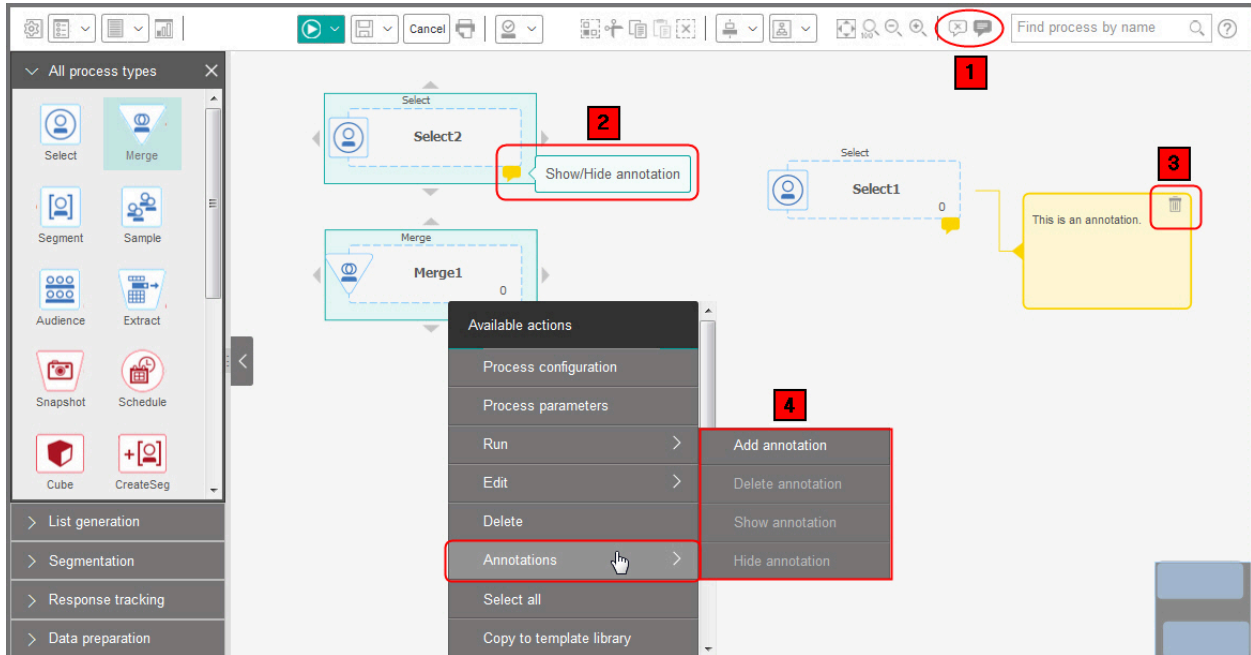 Cancel
100
Find process by name
1
All process types
Select
Merge
Segment
Sample
Audience
Extract
Snapshot
Schedule
Cube
CreateSeg
List generation
Segmentation
Response tracking
Data preparation
Select
Select2
2
Show/Hide annotation
Merge
Merge1
0
Select
Select1
0
3
This is an annotation.
Available actions
Process configuration
Process parameters
Run
Edit
Delete
Annotations
Select all
Copy to template library
4
Add annotation
Delete annotation
Show annotation
Hide annotation